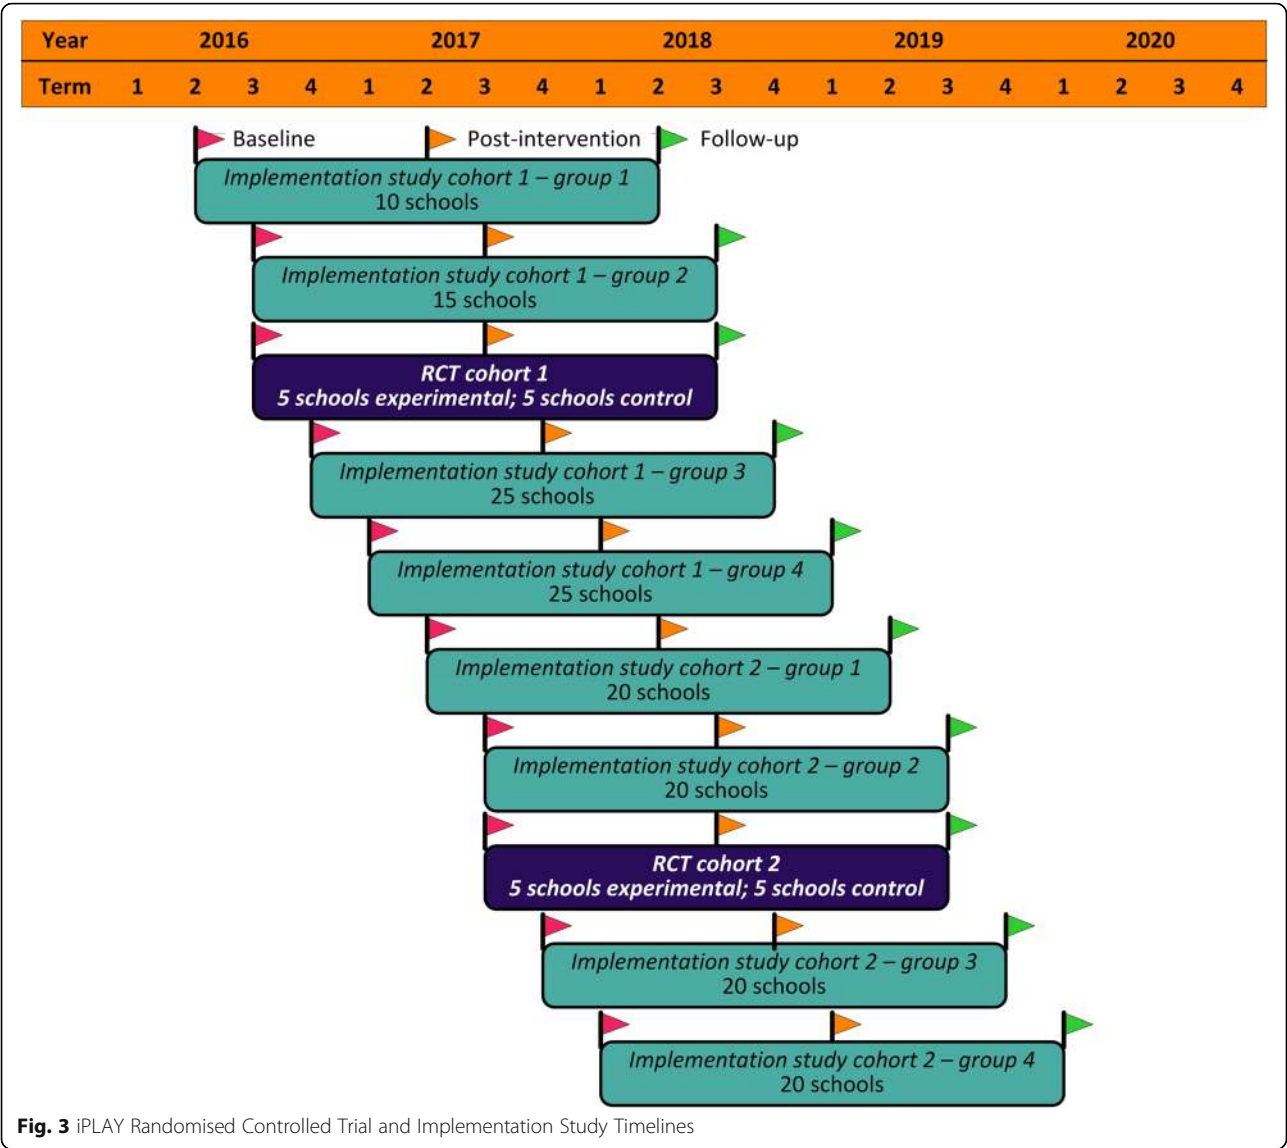 Year 2016 2017 2018 2019 2020
Term 1 2 3 4 1 2 3 4 1 2 3 4 1 2 3 4 1 2 3 4
Baseline Post-intervention Follow-up
Implementation study cohort 1 – group 1
10 schools
Implementation study cohort 1 – group 2
15 schools
RCT cohort 1
5 schools experimental; 5 schools control
Implementation study cohort 1 – group 3
25 schools
Implementation study cohort 1 – group 4
25 schools
Implementation study cohort 2 – group 1
20 schools
Implementation study cohort 2 – group 2
20 schools
RCT cohort 2
5 schools experimental; 5 schools control
Implementation study cohort 2 – group 3
20 schools
Implementation study cohort 2 – group 4
20 schools
Fig. 3 iPLAY Randomised Controlled Trial and Implementation Study Timelines